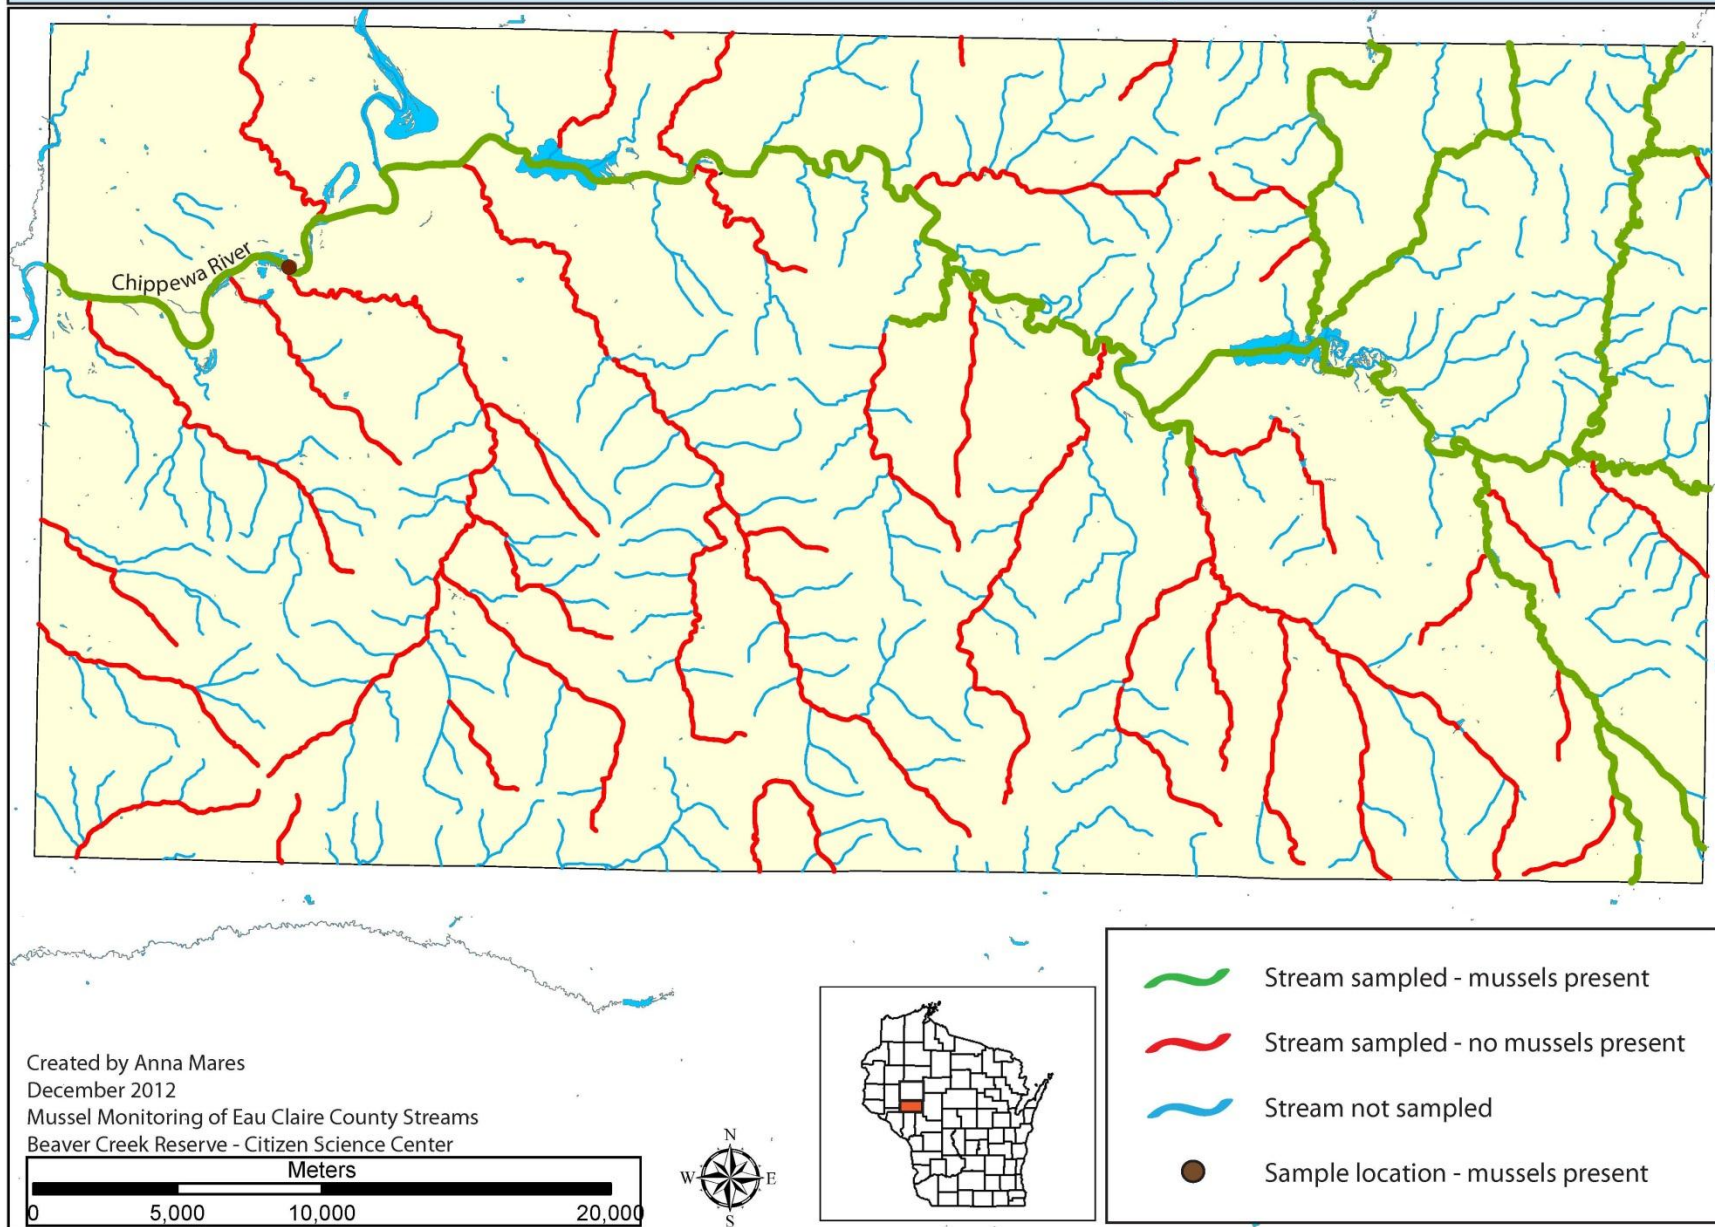 Chippewa River
Stream sampled - mussels present
Stream sampled - no mussels present
Stream not sampled
Sample location - mussels present
Created by Anna Mares
December 2012
Mussel Monitoring of Eau Claire County Streams
Beaver Creek Reserve - Citizen Science Center
Meters
0 5,000 10,000 20,000
N
W E
S